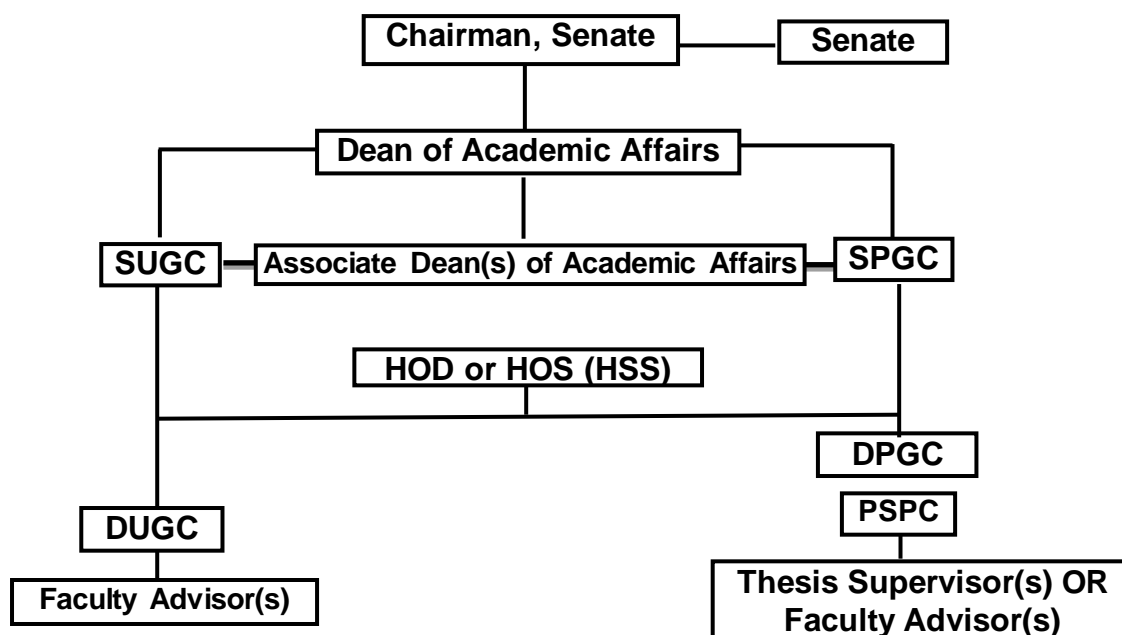 Chairman, Senate
Senate
Dean of Academic Affairs
SUGC
Associate Dean(s) of Academic Affairs
SPGC
HOD or HOS (HSS)
DPGC
PSPC
DUGC
Faculty Advisor(s)
Thesis Supervisor(s) OR
Faculty Advisor(s)